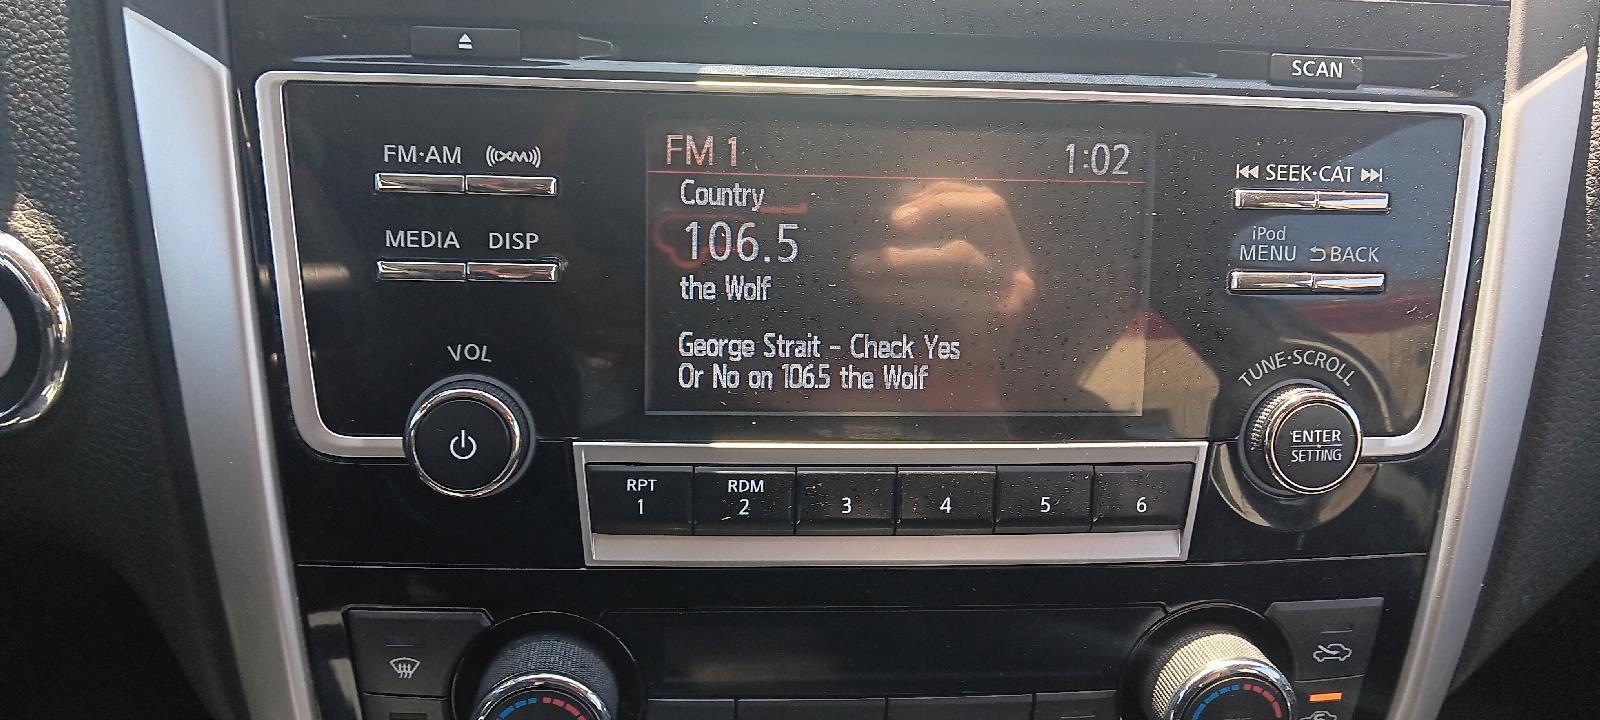 SCAN
FM·AM
((XM))
FM 1
1:02
SEEK·CAT
Country
106.5
the Wolf
MEDIA
DISP
iPod
MENU
BACK
George Strait - Check Yes
Or No on 106.5 the Wolf
VOL
TUNE·SCROLL
ENTER
SETTING
RPT
1
RDM
2
3
4
5
6